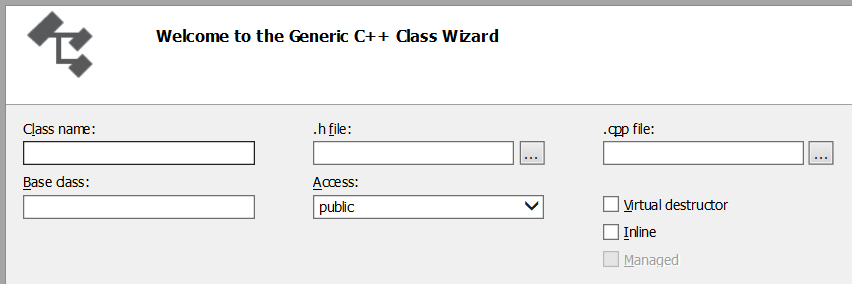 Welcome to the Generic C++ Class Wizard
Class name:
.h file:
.cpp file:
...
...
Base class:
Access:
public
Virtual destructor
Inline
Managed